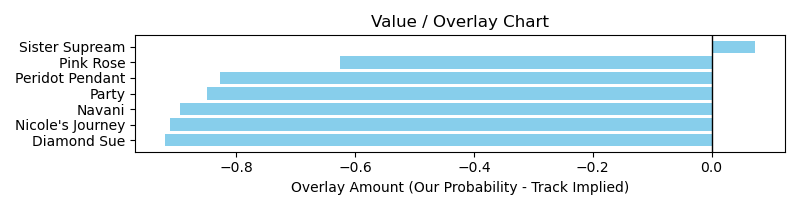 Value / Overlay Chart
Sister Supream
Pink Rose
Peridot Pendant
Party
Navani
Nicole's Journey
Diamond Sue
−0.8 −0.6 −0.4 −0.2 0.0
Overlay Amount (Our Probability - Track Implied)